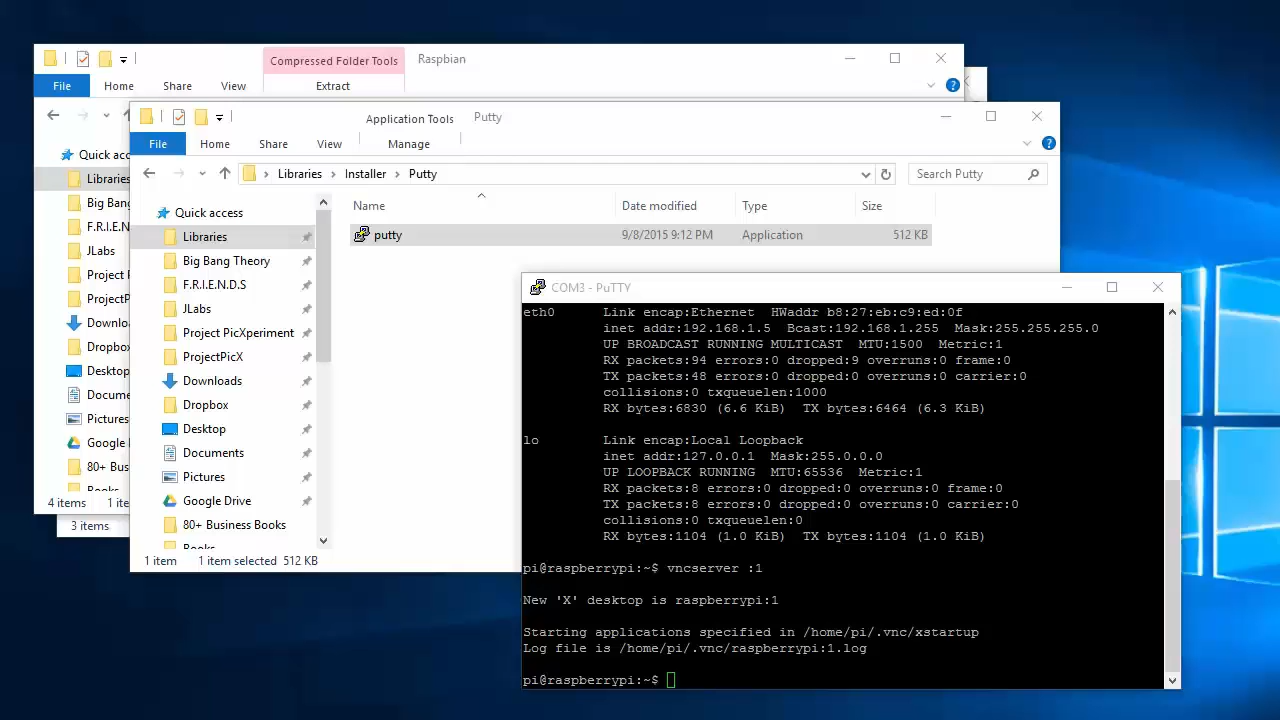 Compressed Folder Tools
Raspbian
File
Home
Share
View
Extract
Quick acc
Libraries
Big Bang
F.R.I.E.N.
JLabs
Project P
ProjectP
Downlo
Dropbox
Desktop
Docume
Pictures
Google
80+ Bus
4 items
3 items
Application Tools
Putty
File
Home
Share
View
Manage
Libraries > Installer > Putty
Search Putty
Name
Date modified
Type
Size
putty
9/8/2015 9:12 PM
Application
512 KB
Quick access
Libraries
Big Bang Theory
F.R.I.E.N.D.S
JLabs
Project PicXperiment
ProjectPicX
Downloads
Dropbox
Desktop
Documents
Pictures
Google Drive
80+ Business Books
1 item
1 item selected 512 KB
COM3 - PuTTY
eth0 Link encap:Ethernet HWaddr b8:27:eb:c9:ed:0f
inet addr:192.168.1.5 Bcast:192.168.1.255 Mask:255.255.255.0
UP BROADCAST RUNNING MULTICAST MTU:1500 Metric:1
RX packets:94 errors:0 dropped:9 overruns:0 frame:0
TX packets:48 errors:0 dropped:0 overruns:0 carrier:0
collisions:0 txqueuelen:1000
RX bytes:6830 (6.6 KiB) TX bytes:6464 (6.3 KiB)
lo Link encap:Local Loopback
inet addr:127.0.0.1 Mask:255.0.0.0
UP LOOPBACK RUNNING MTU:65536 Metric:1
RX packets:8 errors:0 dropped:0 overruns:0 frame:0
TX packets:8 errors:0 dropped:0 overruns:0 carrier:0
collisions:0 txqueuelen:0
RX bytes:1104 (1.0 KiB) TX bytes:1104 (1.0 KiB)
pi@raspberrypi:~$ vncserver :1
New 'X' desktop is raspberrypi:1
Starting applications specified in /home/pi/.vnc/xstartup
Log file is /home/pi/.vnc/raspberrypi:1.log
pi@raspberrypi:~$